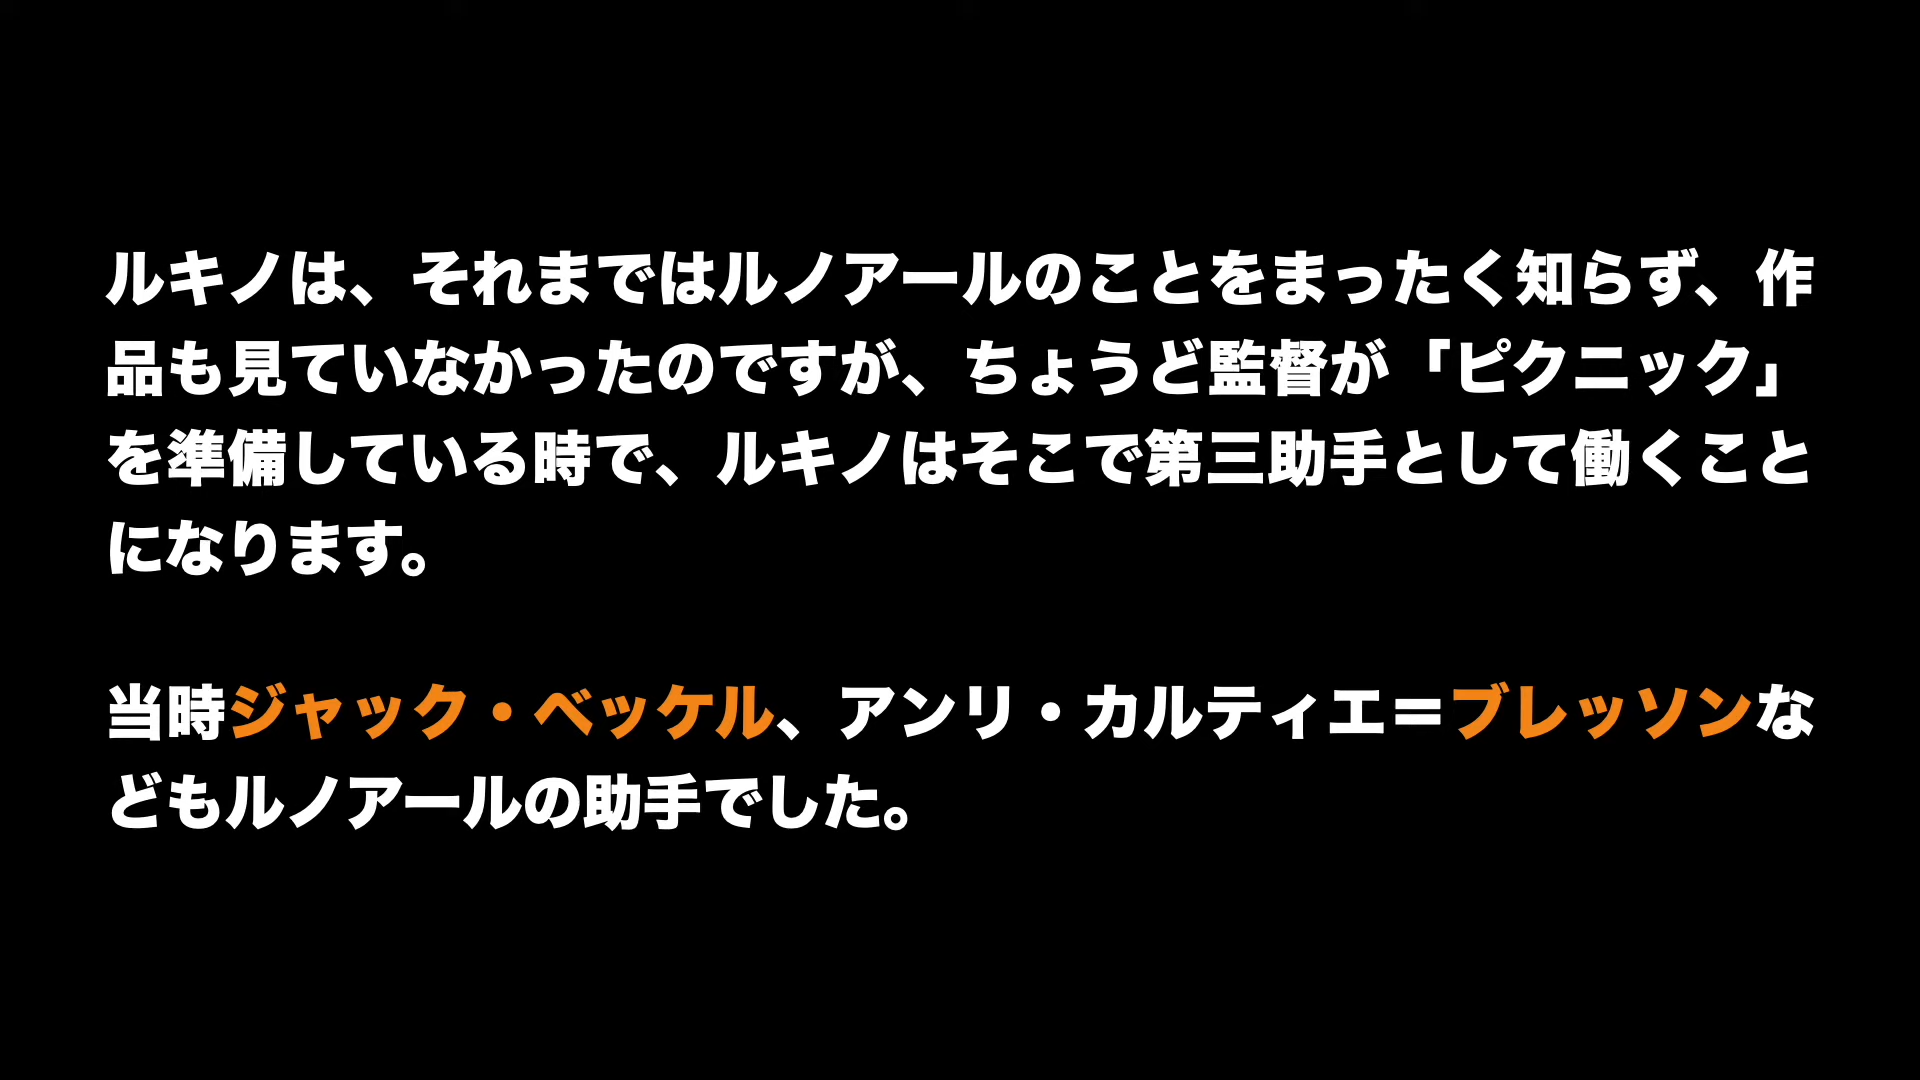 ルキノは、それまではルノアールのことをまったく知らず、作
品も見ていなかったのですが、ちょうど監督が「ピクニック」
を準備している時で、ルキノはそこで第三助手として働くこと
になります。
当時ジャック・ベッケル、アンリ・カルティエ＝ブレッソンな
どもルノアールの助手でした。